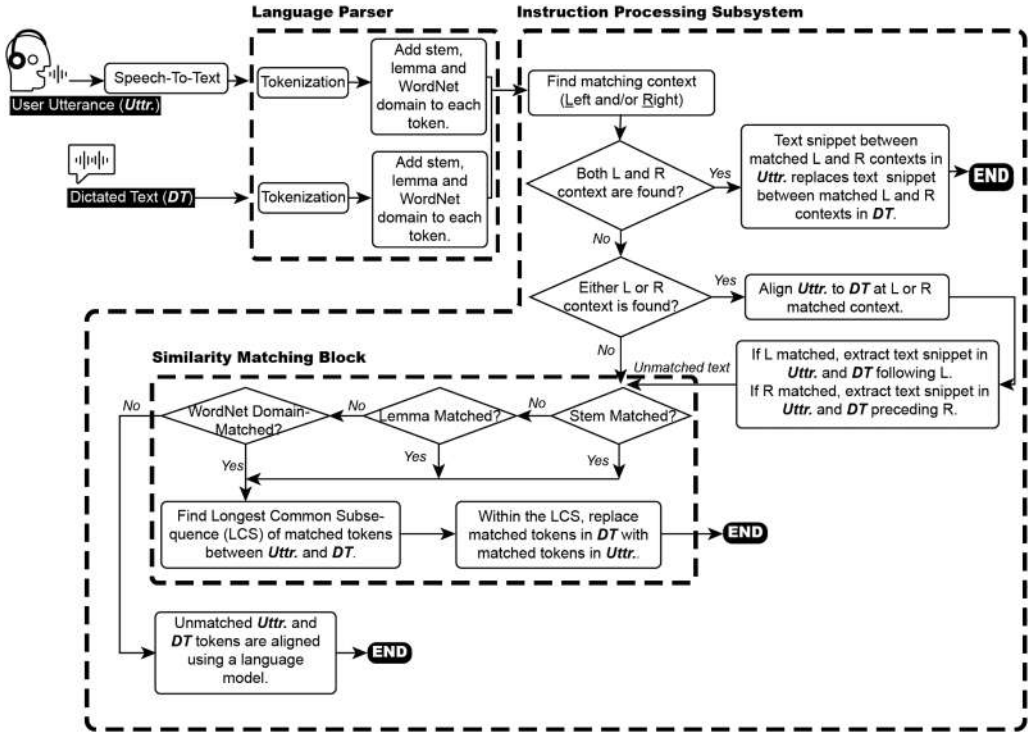 Language Parser
Instruction Processing Subsystem
Speech-To-Text
User Utterance (Uttr.)
Tokenization
Add stem,
lemma and
WordNet
domain to each
token.
Dictated Text (DT)
Tokenization
Add stem,
lemma and
WordNet
domain to each
token.
Find matching context
(Left and/or Right)
Both L and R
context are found?
Yes
Text snippet between
matched L and R contexts in
Uttr. replaces text snippet
between matched L and R
contexts in DT.
END
No
Either L or R
context is found?
Yes
Align Uttr. to DT at L or R
matched context.
No
Unmatched text
If L matched, extract text snippet in
Uttr. and DT following L.
If R matched, extract text snippet in
Uttr. and DT preceding R.
Similarity Matching Block
Stem Matched?
No
Lemma Matched?
No
WordNet Domain-
Matched?
No
Yes
Yes
Yes
Find Longest Common Subse-
quence (LCS) of matched tokens
between Uttr. and DT.
Within the LCS, replace
matched tokens in DT with
matched tokens in Uttr..
END
Unmatched Uttr. and
DT tokens are aligned
using a language
model.
END